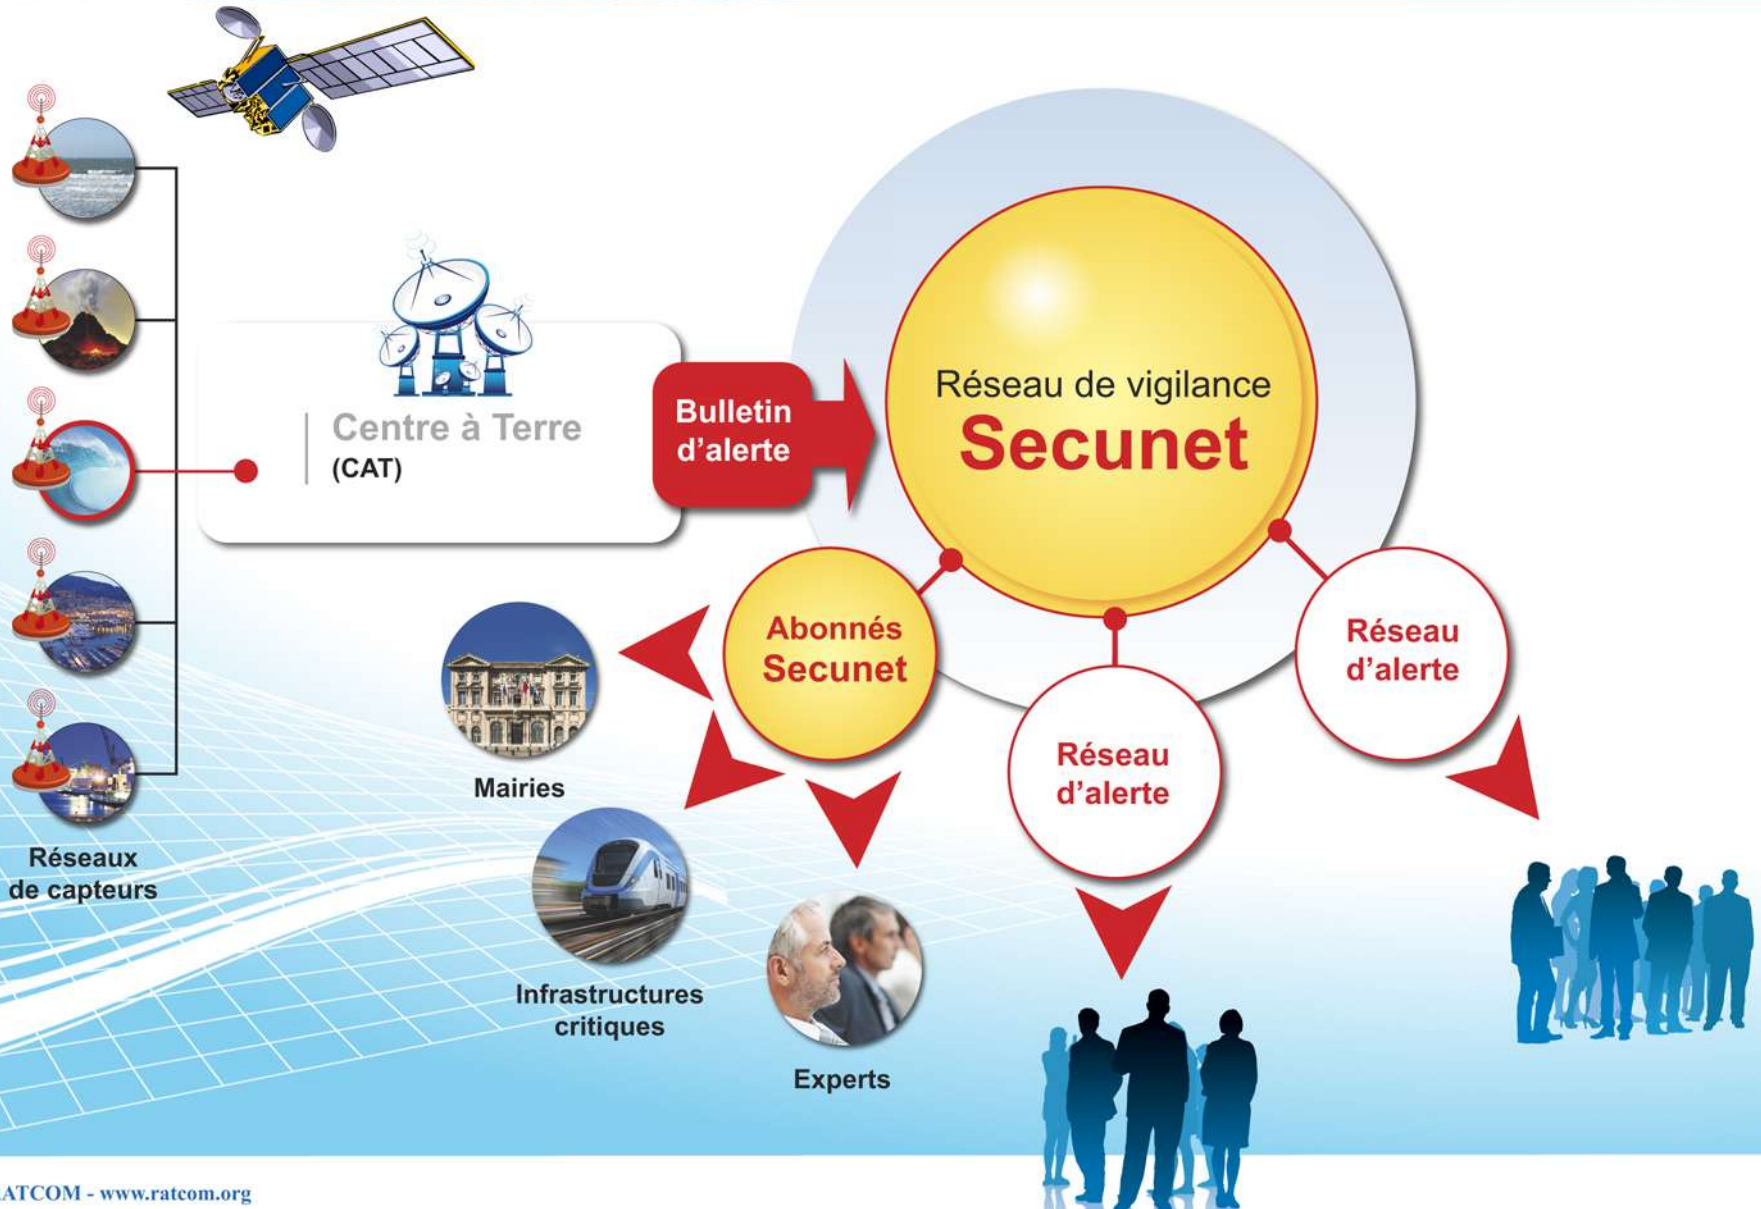 Réseau de vigilance
Secunet
Centre à Terre
(CAT)
Bulletin
d'alerte
Abonnés
Secunet
Réseau
d'alerte
Réseau
d'alerte
Mairies
Infrastructures
critiques
Experts
Réseaux
de capteurs
ATCOM - www.ratcom.org